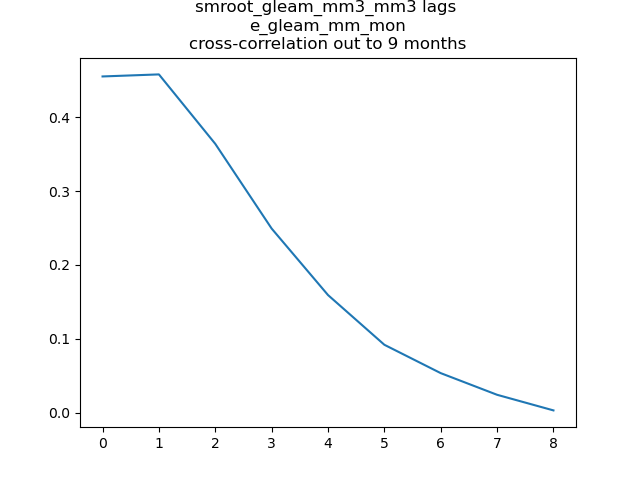 smroot_gleam_mm3_mm3 lags
e_gleam_mm_mon
cross-correlation out to 9 months
0.4
0.3
0.2
0.1
0.0
0 1 2 3 4 5 6 7 8